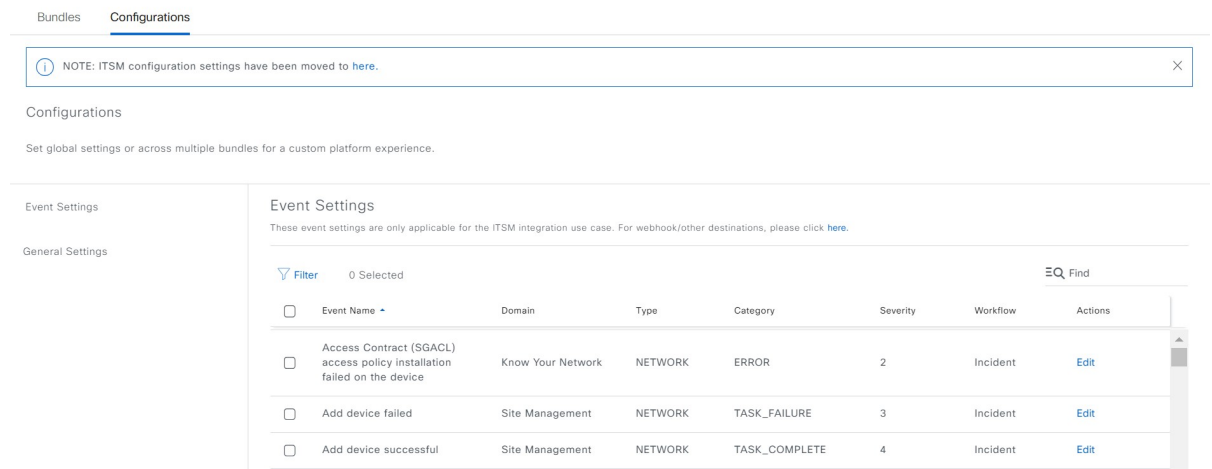 Bundles Configurations
NOTE: ITSM configuration settings have been moved to here.
Configurations
Set global settings or across multiple bundles for a custom platform experience.
Event Settings
General Settings
Event Settings
These event settings are only applicable for the ITSM integration use case. For webhook/other destinations, please click here.
Filter 0 Selected Find
Event Name Domain Type Category Severity Workflow Actions
Access Contract (SGACL)
access policy installation
failed on the device
Know Your Network NETWORK ERROR 2 Incident Edit
Add device failed Site Management NETWORK TASK_FAILURE 3 Incident Edit
Add device successful Site Management NETWORK TASK_COMPLETE 4 Incident Edit